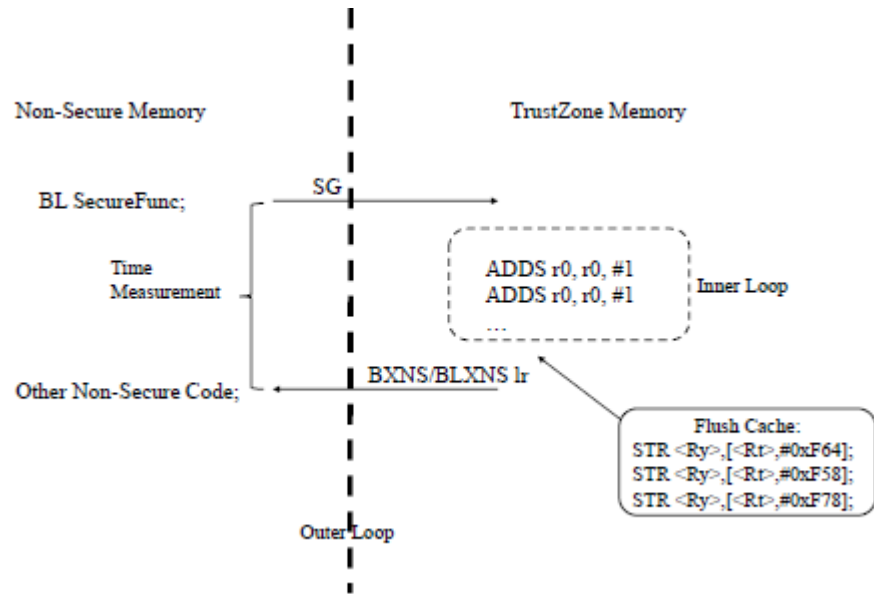 Non-Secure Memory
TrustZone Memory
SG
BL SecureFunc;
Time
Measurement
ADDS r0, r0, #1
ADDS r0, r0, #1
…
Inner Loop
BXNS/BLXNS lr
Other Non-Secure Code;
Flush Cache:
STR <Ry>,[<Rt>,#0xF64];
STR <Ry>,[<Rt>,#0xF58];
STR <Ry>,[<Rt>,#0xF78];
Outer Loop